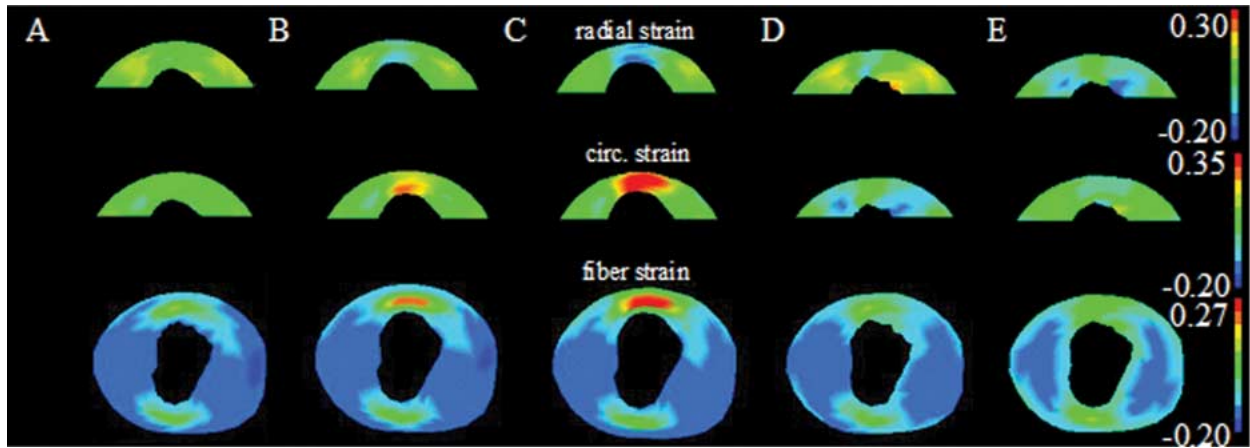 A B C D E
radial strain
0.30
-0.20
circ. strain
0.35
-0.20
fiber strain
0.27
-0.20